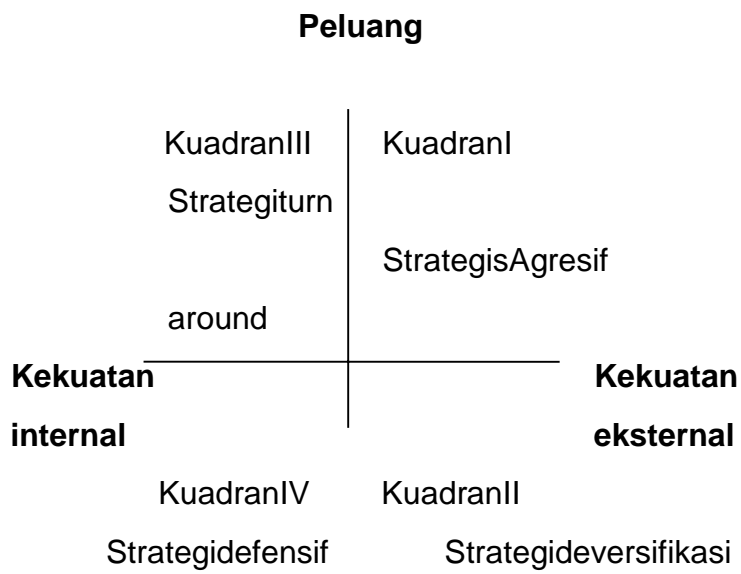 Peluang
KuadranIII KuadranI
Strategiturn
StrategisAgresif
around
Kekuatan Kekuatan
internal eksternal
KuadranIV KuadranII
Strategidefensif Strategideversifikasi